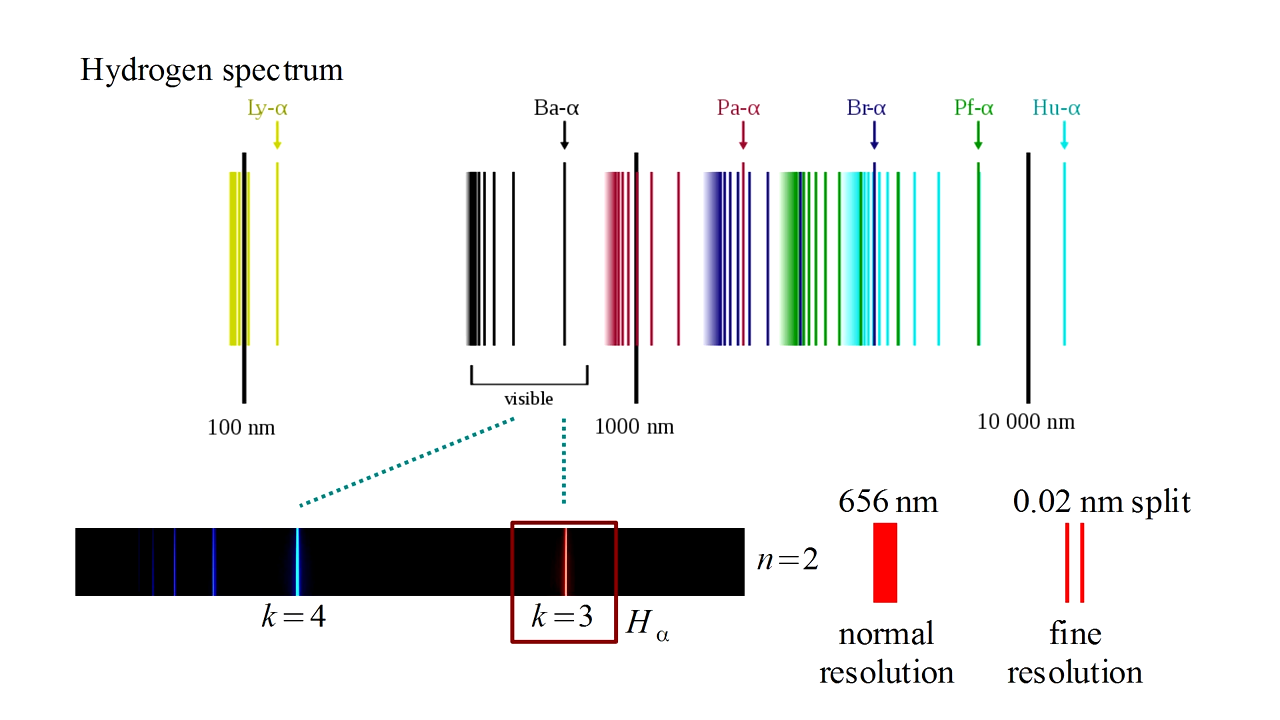 Hydrogen spectrum
Ly-α
Ba-α
Pa-α
Br-α
Pf-α
Hu-α
visible
100 nm
1000 nm
10 000 nm
656 nm
0.02 nm split
n=2
k=4
k=3
H α
normal
resolution
fine
resolution